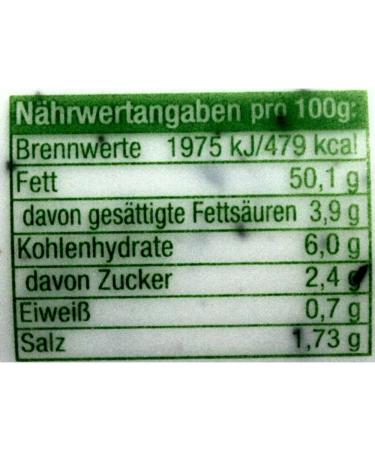 Nährwertangaben pro 100g:
Brennwerte 1975 kJ/479 kcal
Fett 50,1 g
davon gesättigte Fettsäuren 3,9 g
Kohlenhydrate 6,0 g
davon Zucker 2,4 g
Eiweiß 0,7 g
Salz 1,73 g